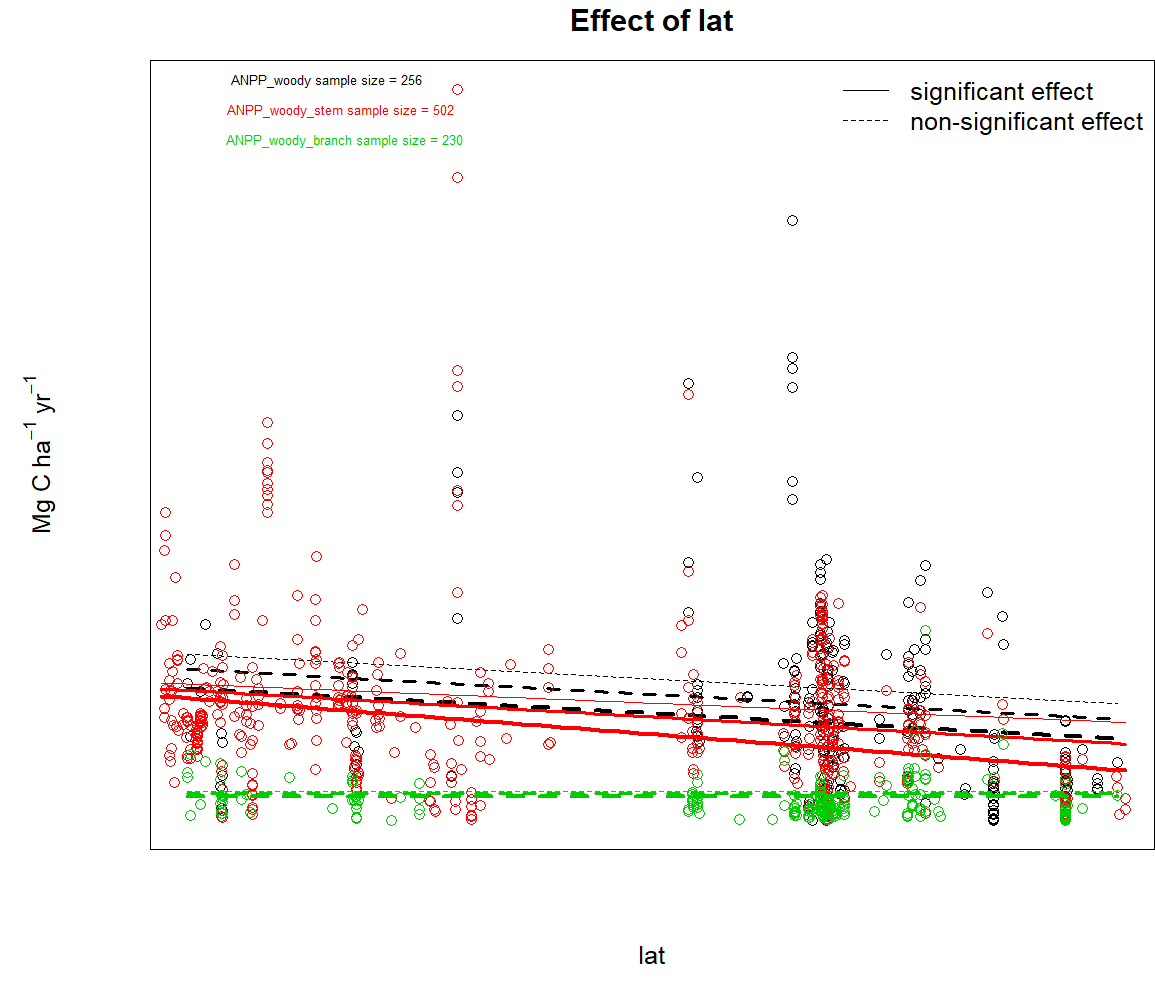 Effect of lat
ANPP_woody sample size = 256
ANPP_woody_stem sample size = 502
ANPP_woody_branch sample size = 230
significant effect
non-significant effect
Mg C ha⁻¹ yr⁻¹
lat